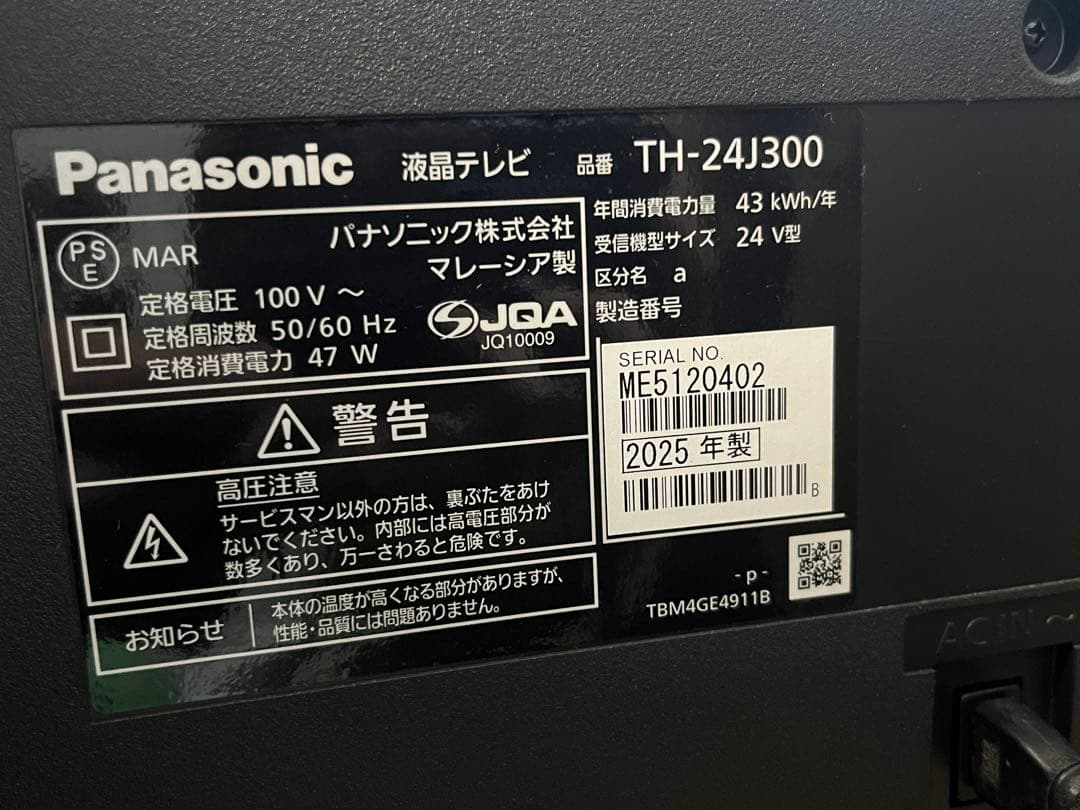 Panasonic 液晶テレビ 品番 TH-24J300
PS
E
MAR
パナソニック株式会社
マレーシア製
定格電圧 100 V ～
定格周波数 50/60 Hz
定格消費電力 47 W
JQA
JQ10009
年間消費電力量 43 kWh/年
受信機型サイズ 24 V型
区分名 a
製造番号
SERIAL NO.
ME5120402
2025 年製
B
警告
高圧注意
サービスマン以外の方は、裏ぶたをあけ
ないでください。内部には高電圧部分が
数多くあり、万一さわると危険です。
お知らせ
本体の温度が高くなる部分がありますが、
性能・品質には問題ありません。
- p -
TBM4GE4911B
AC IN ～